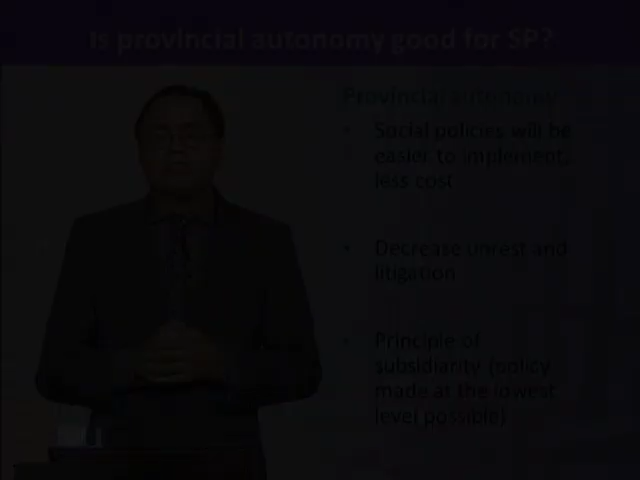 Is provincial autonomy good for SP?
Provincial autonomy
• Social policies will be
easier to implement,
less cost
• Decrease unrest and
litigation
• Principle of
subsidiarity (policy
made at the lowest
level possible)